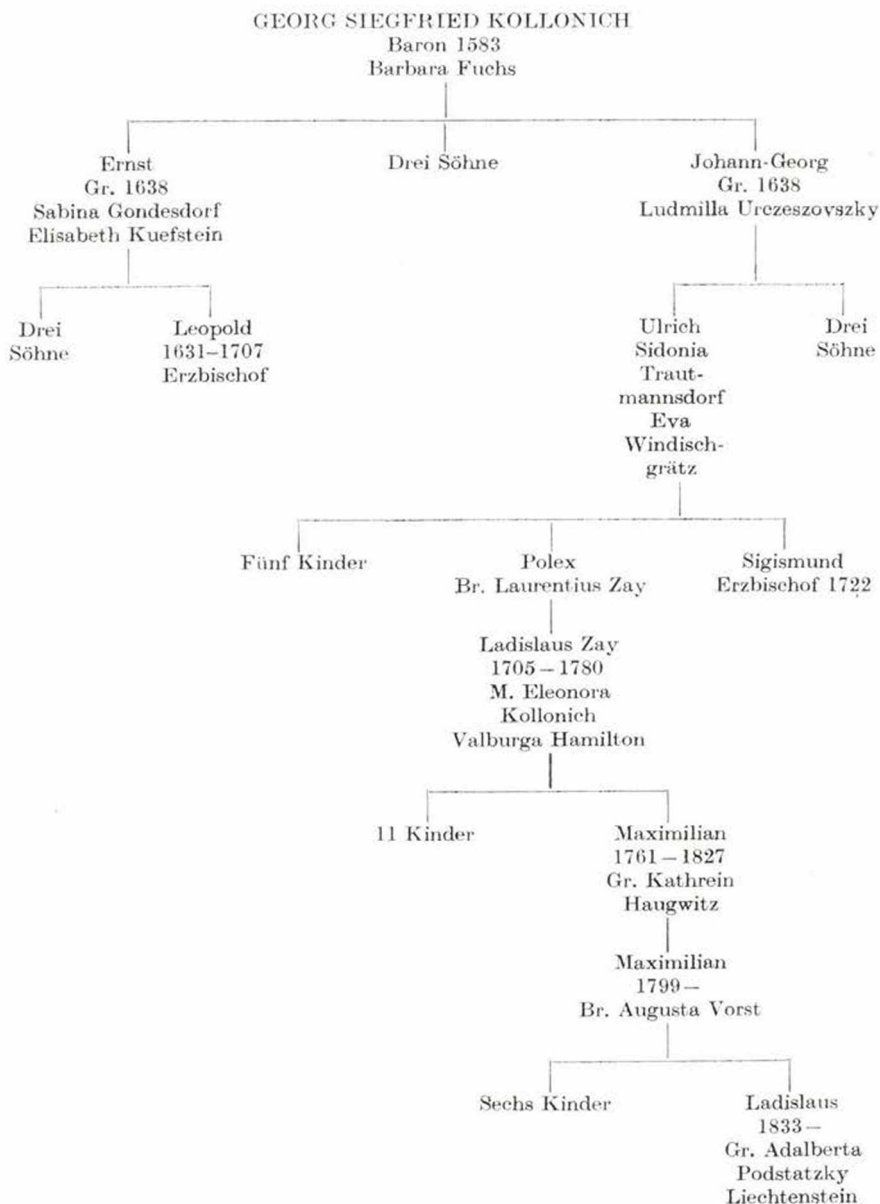 GEORG SIEGFRIED KOLLONICH
Baron 1583
Barbara Fuchs
Ernst
Gr. 1638
Sabina Gondesdorf
Elisabeth Kuefstein
Drei Söhne
Johann-Georg
Gr. 1638
Ludmilla Urczeszovszky
Drei
Söhne
Leopold
1631–1707
Erzbischof
Ulrich
Sidonia
Traut-
mannsdorf
Eva
Windisch-
grätz
Drei
Söhne
Fünf Kinder
Polex
Br. Laurentius Zay
Sigismund
Erzbischof 1722
Ladislaus Zay
1705–1780
M. Eleonora
Kollonich
Valburga Hamilton
11 Kinder
Maximilian
1761–1827
Gr. Kathrein
Haugwitz
Maximilian
1799–
Br. Augusta Vorst
Sechs Kinder
Ladislaus
1833–
Gr. Adalberta
Podstatzky
Liechtenstein